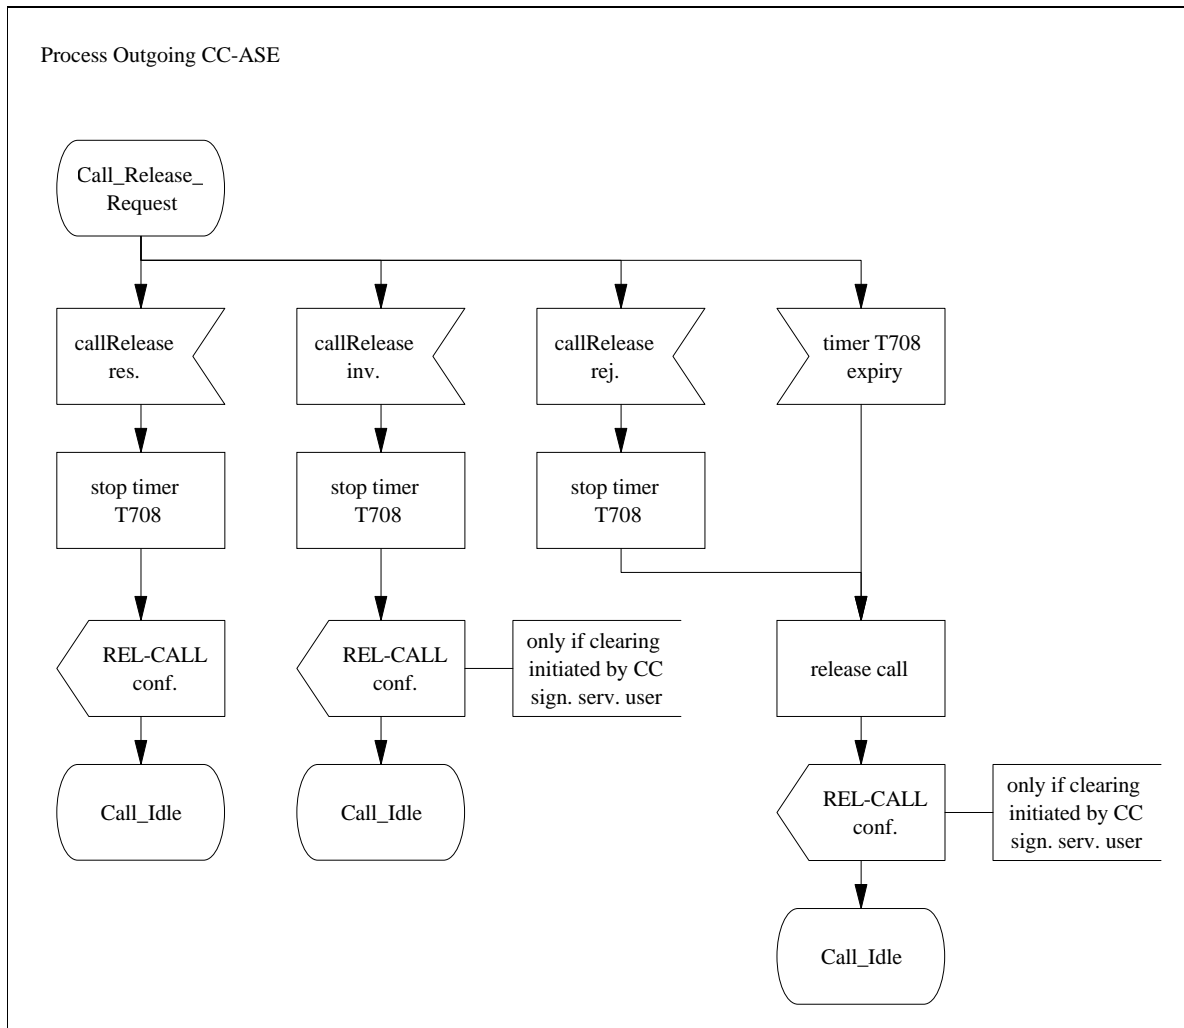 Process Outgoing CC-ASE
Call_Release_
Request
callRelease
res.
callRelease
inv.
callRelease
rej.
timer T708
expiry
stop timer
T708
stop timer
T708
stop timer
T708
REL-CALL
conf.
REL-CALL
conf.
only if clearing
initiated by CC
sign. serv. user
release call
Call_Idle
Call_Idle
REL-CALL
conf.
only if clearing
initiated by CC
sign. serv. user
Call_Idle